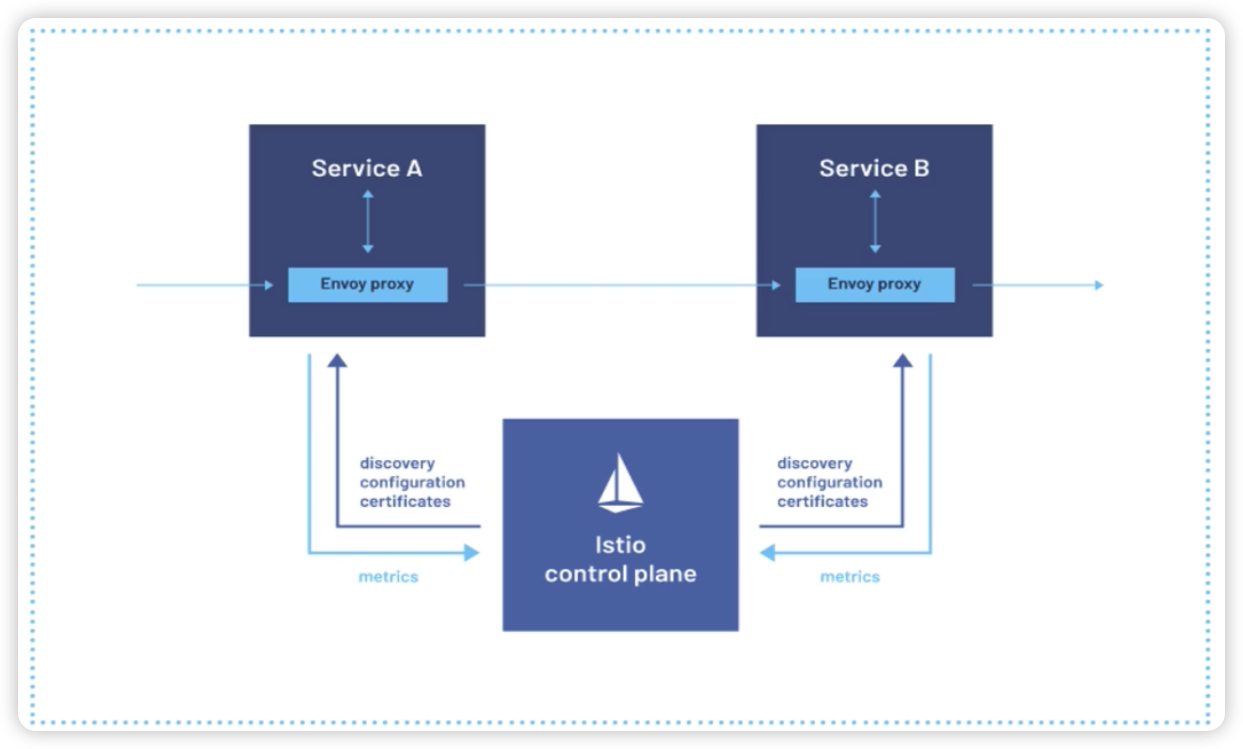 Service A
Envoy proxy
Service B
Envoy proxy
discovery
configuration
certificates
metrics
Istio
control plane
discovery
configuration
certificates
metrics